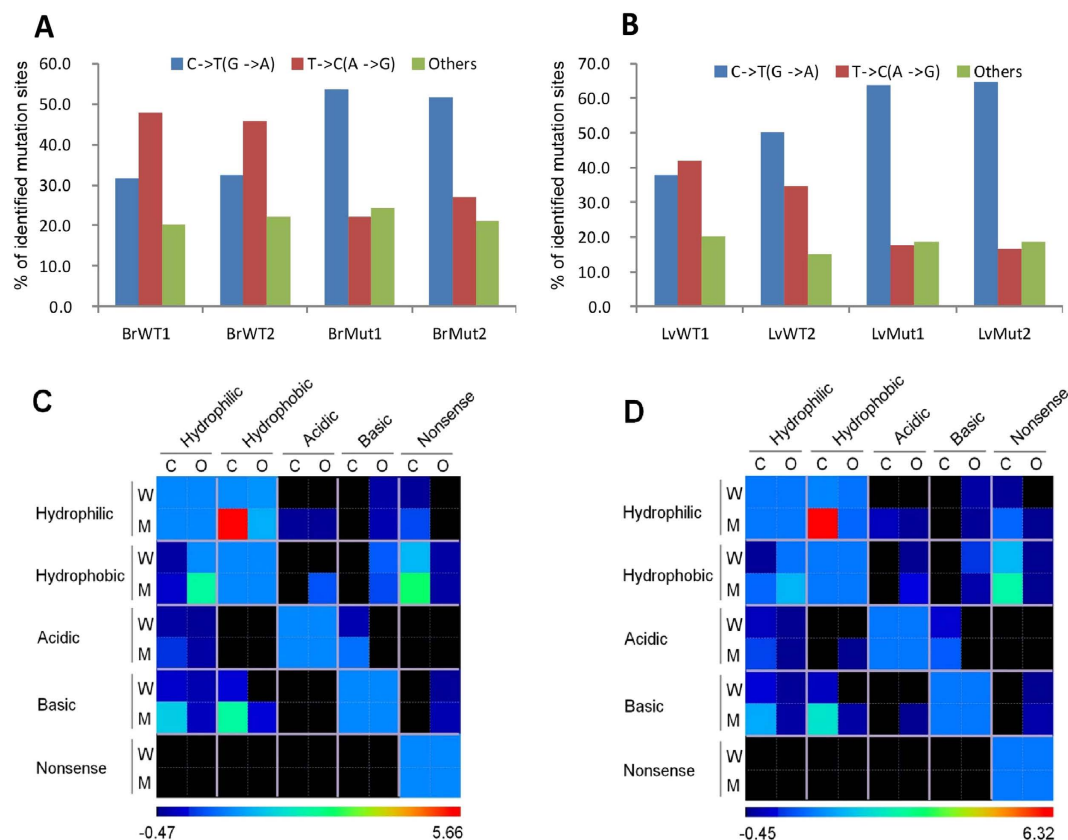 A
C->T(G ->A) T->C(A ->G) Others
% of identified mutation sites
60.0
50.0
40.0
30.0
20.0
10.0
0.0
BrWT1 BrWT2 BrMut1 BrMut2
B
C->T(G ->A) T->C(A ->G) Others
% of identified mutation sites
70.0
60.0
50.0
40.0
30.0
20.0
10.0
0.0
LvWT1 LvWT2 LvMut1 LvMut2
C
Hydrophilic Hydrophobic Acidic Basic Nonsense
C O C O C O C O C O
Hydrophilic W
M
Hydrophobic W
M
Acidic W
M
Basic W
M
Nonsense W
M
-0.47 5.66
D
Hydrophilic Hydrophobic Acidic Basic Nonsense
C O C O C O C O C O
Hydrophilic W
M
Hydrophobic W
M
Acidic W
M
Basic W
M
Nonsense W
M
-0.45 6.32